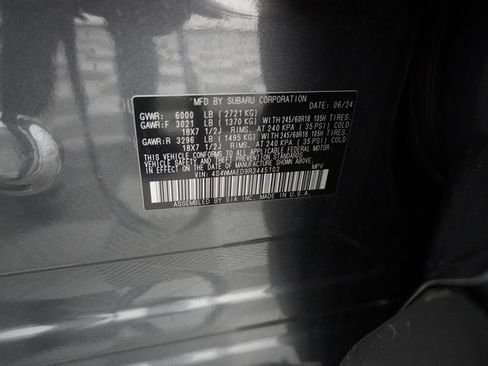 MFD BY SUBARU CORPORATION DATE: 06/24
GVWR: 6000 LB (2721 KG)
GAWR:F 3021 LB (1370 KG) WITH 245/60R18 105H TIRES,
18X7 1/2J RIMS, AT 240 KPA (35 PSI) COLD.
GAWR:R 3296 LB (1495 KG) WITH 245/60R18 105H TIRES,
18X7 1/2J RIMS, AT 240 KPA (35 PSI) COLD.
THIS VEHICLE CONFORMS TO ALL APPLICABLE FEDERAL MOTOR
VEHICLE SAFETY AND THEFT PREVENTION STANDARDS
IN EFFECT ON THE DATE OF MANUFACTURE SHOWN ABOVE.
VIN: 4S4WMAED9R3445103 MPV
ASSEMBLED BY SIA INC. MADE IN U.S.A.